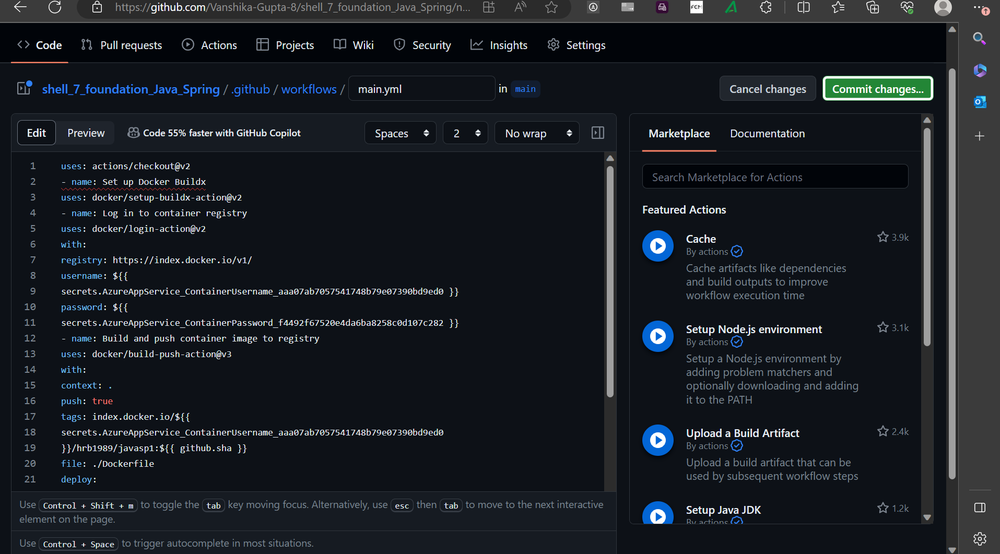 https://github.com/Vanshika-Gupta-8/shell_7_foundation_Java_Spring/n...
FCM
Code
Pull requests
Actions
Projects
Wiki
Security
Insights
Settings
shell_7_foundation_Java_Spring / .github / workflows / main.yml in main
Cancel changes
Commit changes...
Edit
Preview
Code 55% faster with GitHub Copilot
Spaces
2
No wrap
1 uses: actions/checkout@v2
2 - name: Set up Docker Buildx
3 uses: docker/setup-buildx-action@v2
4 - name: Log in to container registry
5 uses: docker/login-action@v2
6 with:
7 registry: https://index.docker.io/v1/
8 username: ${{
9 secrets.AzureAppService_ContainerUsername_aaa07ab7057541748b79e07390bd9ed0 }}
10 password: ${{
11 secrets.AzureAppService_ContainerPassword_f4492f67520e4da6ba8258c0d107c282 }}
12 - name: Build and push container image to registry
13 uses: docker/build-push-action@v3
14 with:
15 context: .
16 push: true
17 tags: index.docker.io/${{
18 secrets.AzureAppService_ContainerUsername_aaa07ab7057541748b79e07390bd9ed0
19 }}/hrb1989/javasp1:${{ github.sha }}
20 file: ./Dockerfile
21 deploy:
Use Control + Shift + m to toggle the tab key moving focus. Alternatively, use esc then tab to move to the next interactive
element on the page.
Use Control + Space to trigger autocomplete in most situations.
Marketplace
Documentation
Search Marketplace for Actions
Featured Actions
Cache
3.9k
By actions
Cache artifacts like dependencies
and build outputs to improve
workflow execution time
Setup Node.js environment
3.1k
By actions
Setup a Node.js environment by
adding problem matchers and
optionally downloading and adding
it to the PATH
Upload a Build Artifact
2.4k
By actions
Upload a build artifact that can be
used by subsequent workflow steps
Setup Java JDK
1.2k
By actions